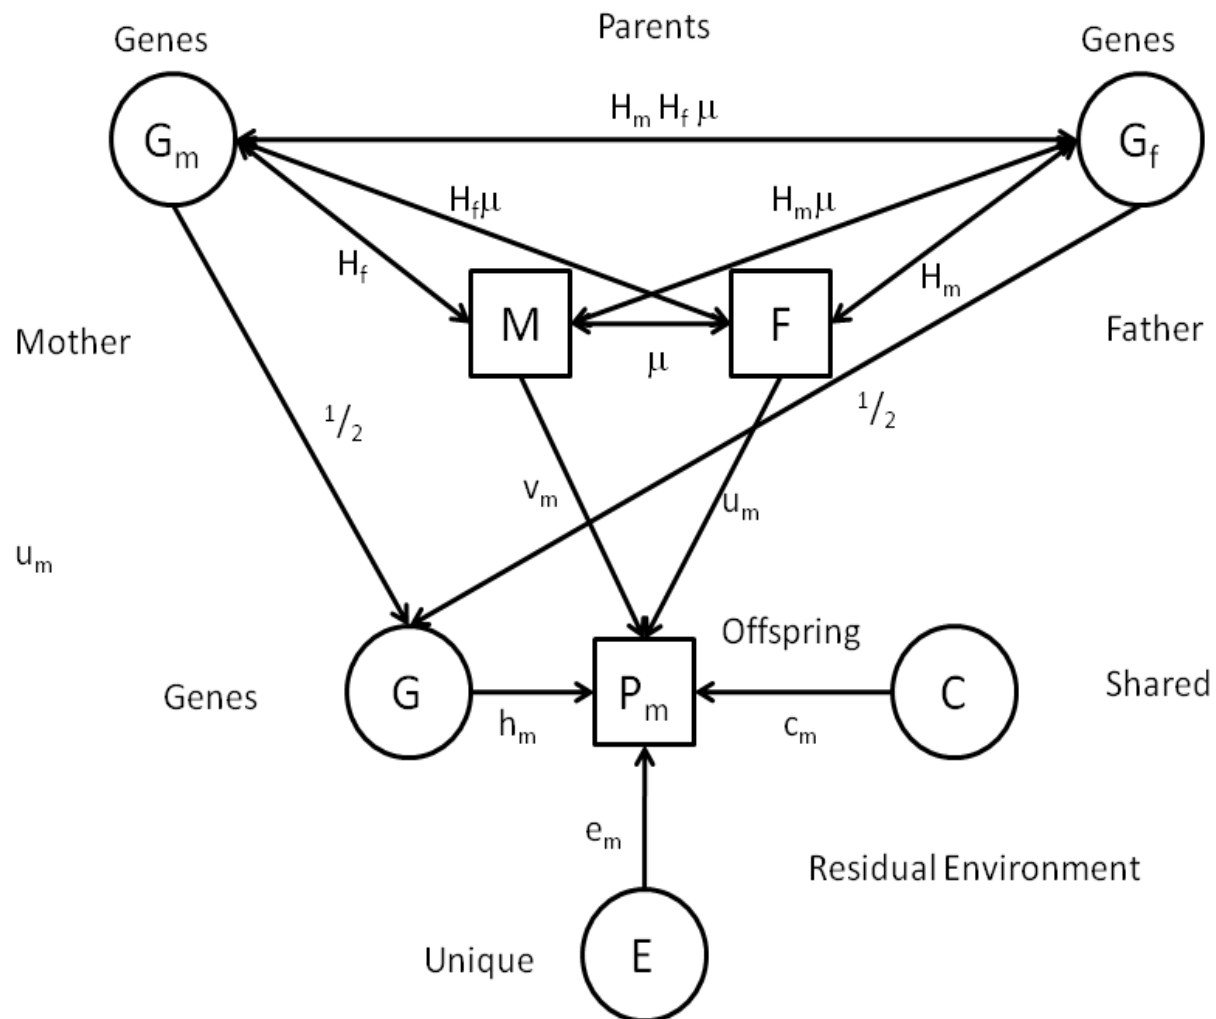 Parents
Genes
Genes
H_m H_f μ
G_m
G_f
H_fμ
H_mμ
H_f
H_m
M
F
Mother
Father
μ
1/2
1/2
v_m
u_m
u_m
Offspring
Genes
G
P_m
C
Shared
h_m
c_m
e_m
Residual Environment
Unique
E